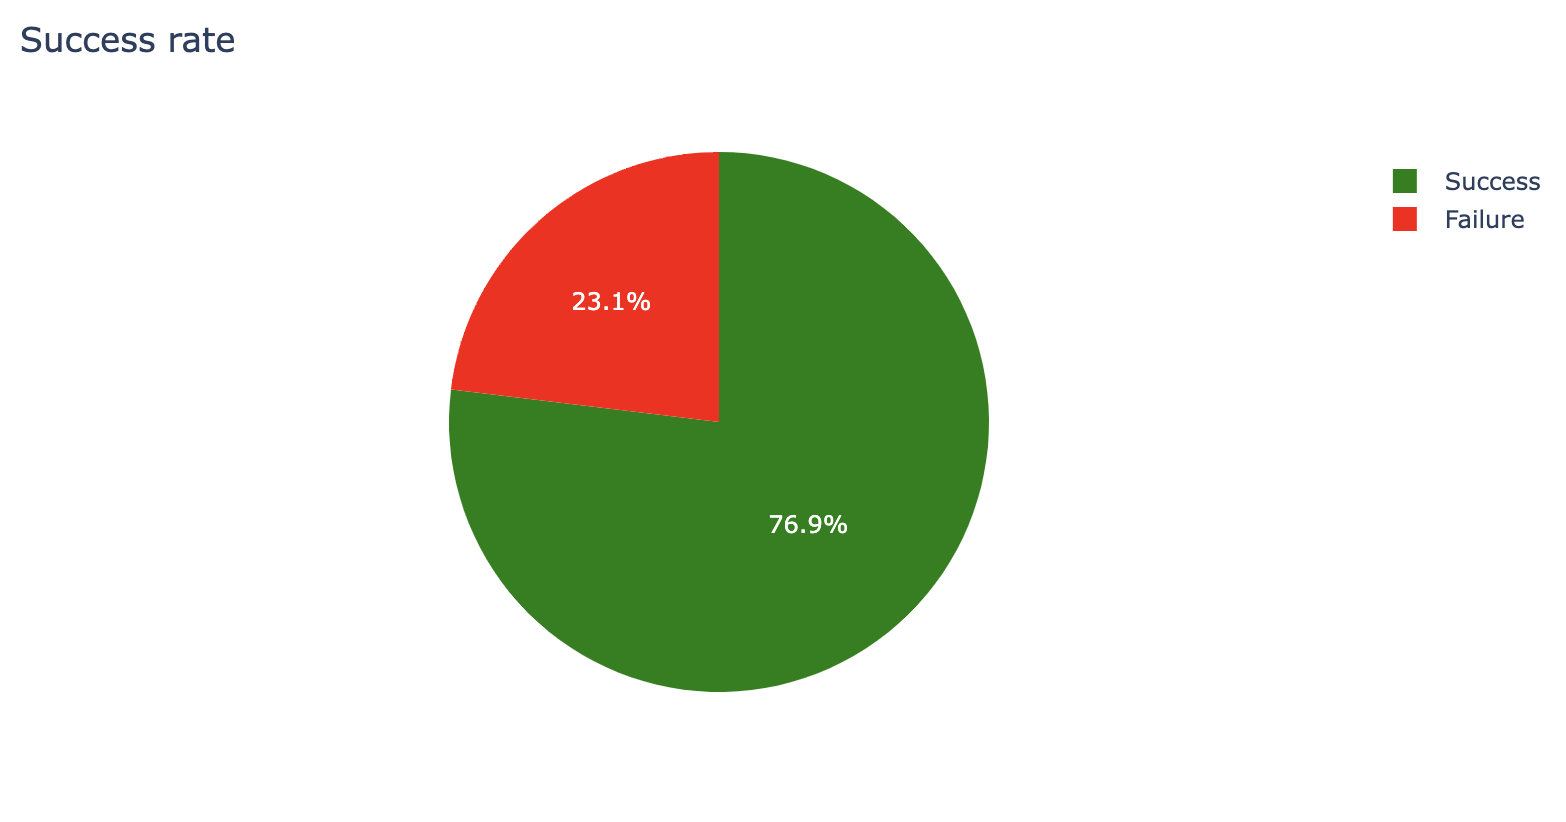 Success rate
Success
Failure
23.1%
76.9%